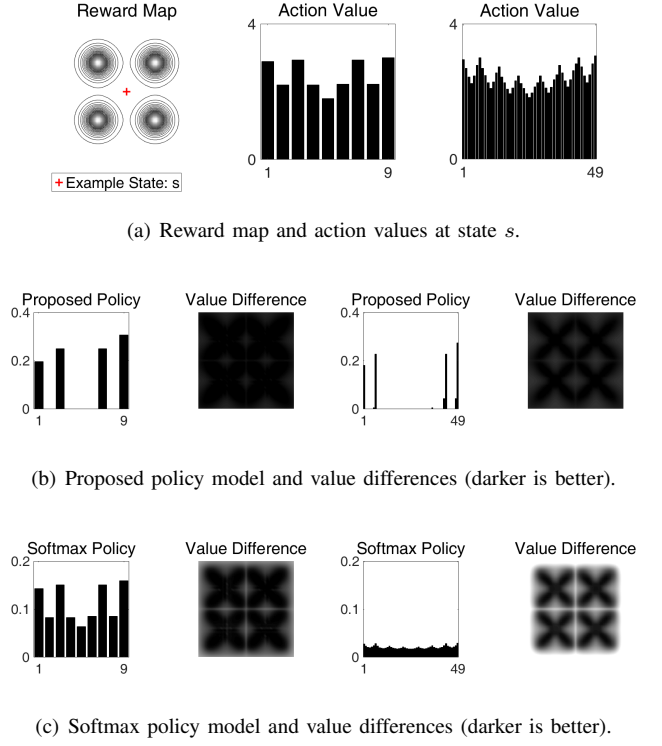 Reward Map
Action Value
Action Value
4
0
1
9
4
0
1
49
+ Example State: s
(a) Reward map and action values at state s.
Proposed Policy
Value Difference
Proposed Policy
Value Difference
0.4
0.2
0
1
9
0.4
0.2
0
1
49
(b) Proposed policy model and value differences (darker is better).
Softmax Policy
Value Difference
Softmax Policy
Value Difference
0.2
0.1
0
1
9
0.2
0.1
0
1
49
(c) Softmax policy model and value differences (darker is better).